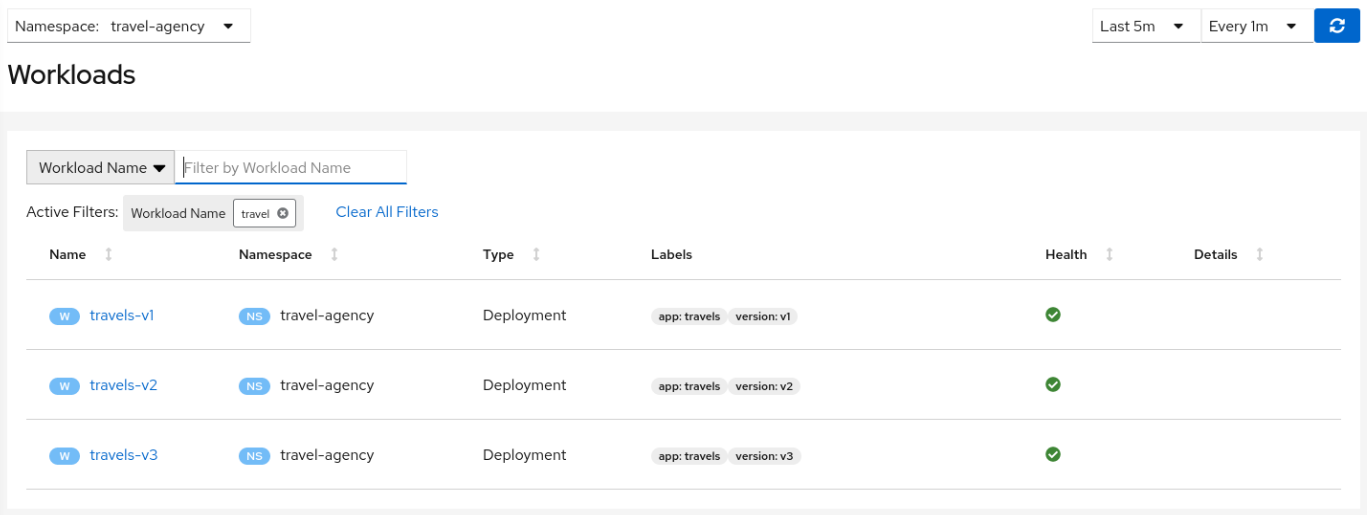 Namespace: travel-agency Last 5m Every 1m
Workloads
Workload Name Filter by Workload Name
Active Filters: Workload Name travel Clear All Filters
Name Namespace Type Labels Health Details
W travels-v1 NS travel-agency Deployment app: travels version: v1
W travels-v2 NS travel-agency Deployment app: travels version: v2
W travels-v3 NS travel-agency Deployment app: travels version: v3